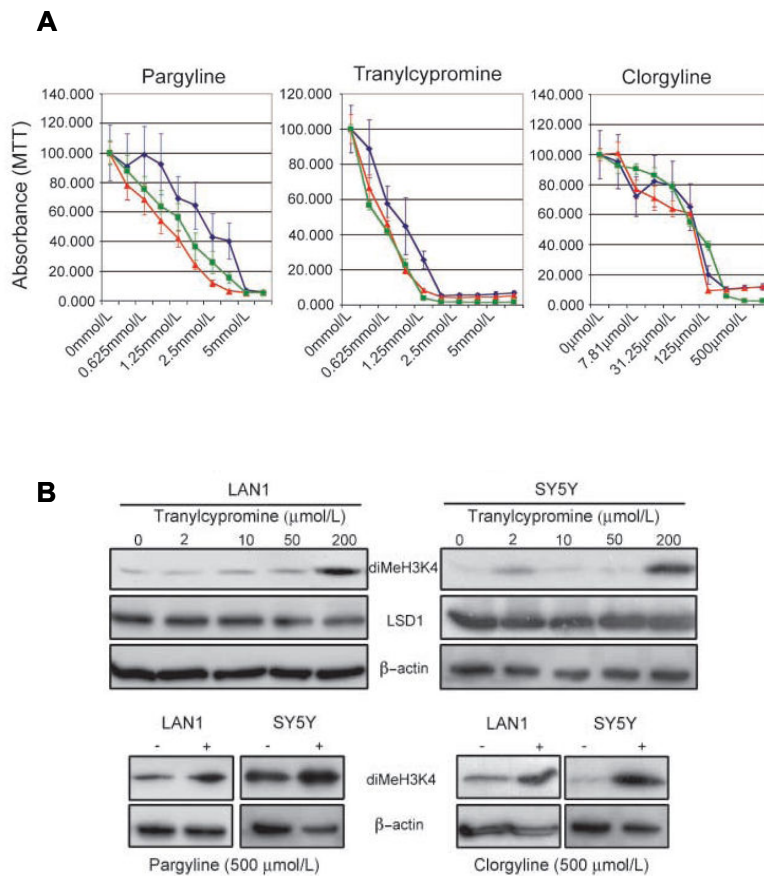 A
Pargyline
Tranylcypromine
Clorgyline
Absorbance (MTT)
140.000
120.000
100.000
80.000
60.000
40.000
20.000
0.000
0mmol/L
0.625mmol/L
1.25mmol/L
2.5mmol/L
5mmol/L
120.000
100.000
80.000
60.000
40.000
20.000
0.000
0mmol/L
0.625mmol/L
1.25mmol/L
2.5mmol/L
5mmol/L
140.000
120.000
100.000
80.000
60.000
40.000
20.000
0.000
0μmol/L
7.81μmol/L
31.25μmol/L
125μmol/L
500μmol/L
B
LAN1
SY5Y
Tranylcypromine (μmol/L)
Tranylcypromine (μmol/L)
0 2 10 50 200
0 2 10 50 200
diMeH3K4
LSD1
β-actin
LAN1 SY5Y
LAN1 SY5Y
- + - +
- + - +
diMeH3K4
β-actin
Pargyline (500 μmol/L)
Clorgyline (500 μmol/L)